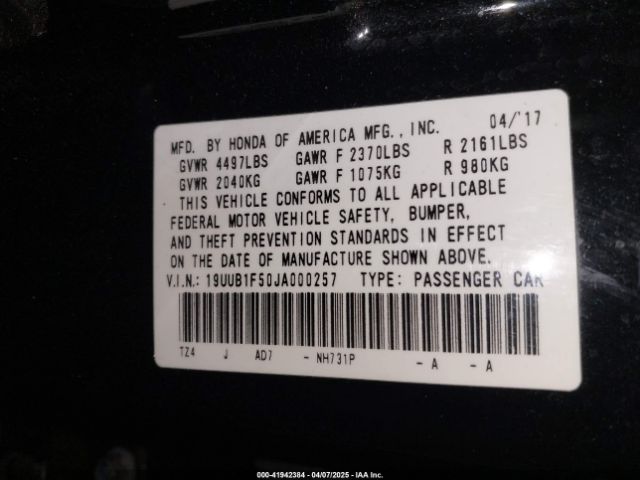 MFD. BY HONDA OF AMERICA MFG., INC. 04/'17
GVWR 4497LBS GAWR F 2370LBS R 2161LBS
GVWR 2040KG GAWR F 1075KG R 980KG
THIS VEHICLE CONFORMS TO ALL APPLICABLE
FEDERAL MOTOR VEHICLE SAFETY, BUMPER,
AND THEFT PREVENTION STANDARDS IN EFFECT
ON THE DATE OF MANUFACTURE SHOWN ABOVE.
V.I.N.: 19UUB1F50JA000257 TYPE: PASSENGER CAR
TZ4 J AD7 - NH731P - A - A
000-41942384 - 04/07/2025 - IAA Inc.